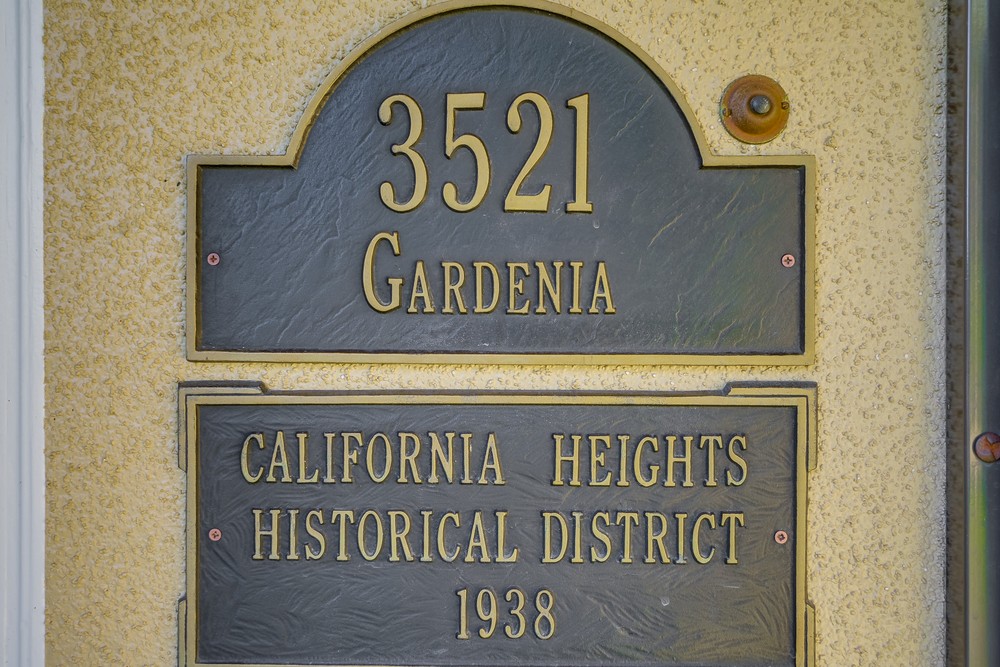 3521
GARDENIA
CALIFORNIA HEIGHTS
HISTORICAL DISTRICT
1938